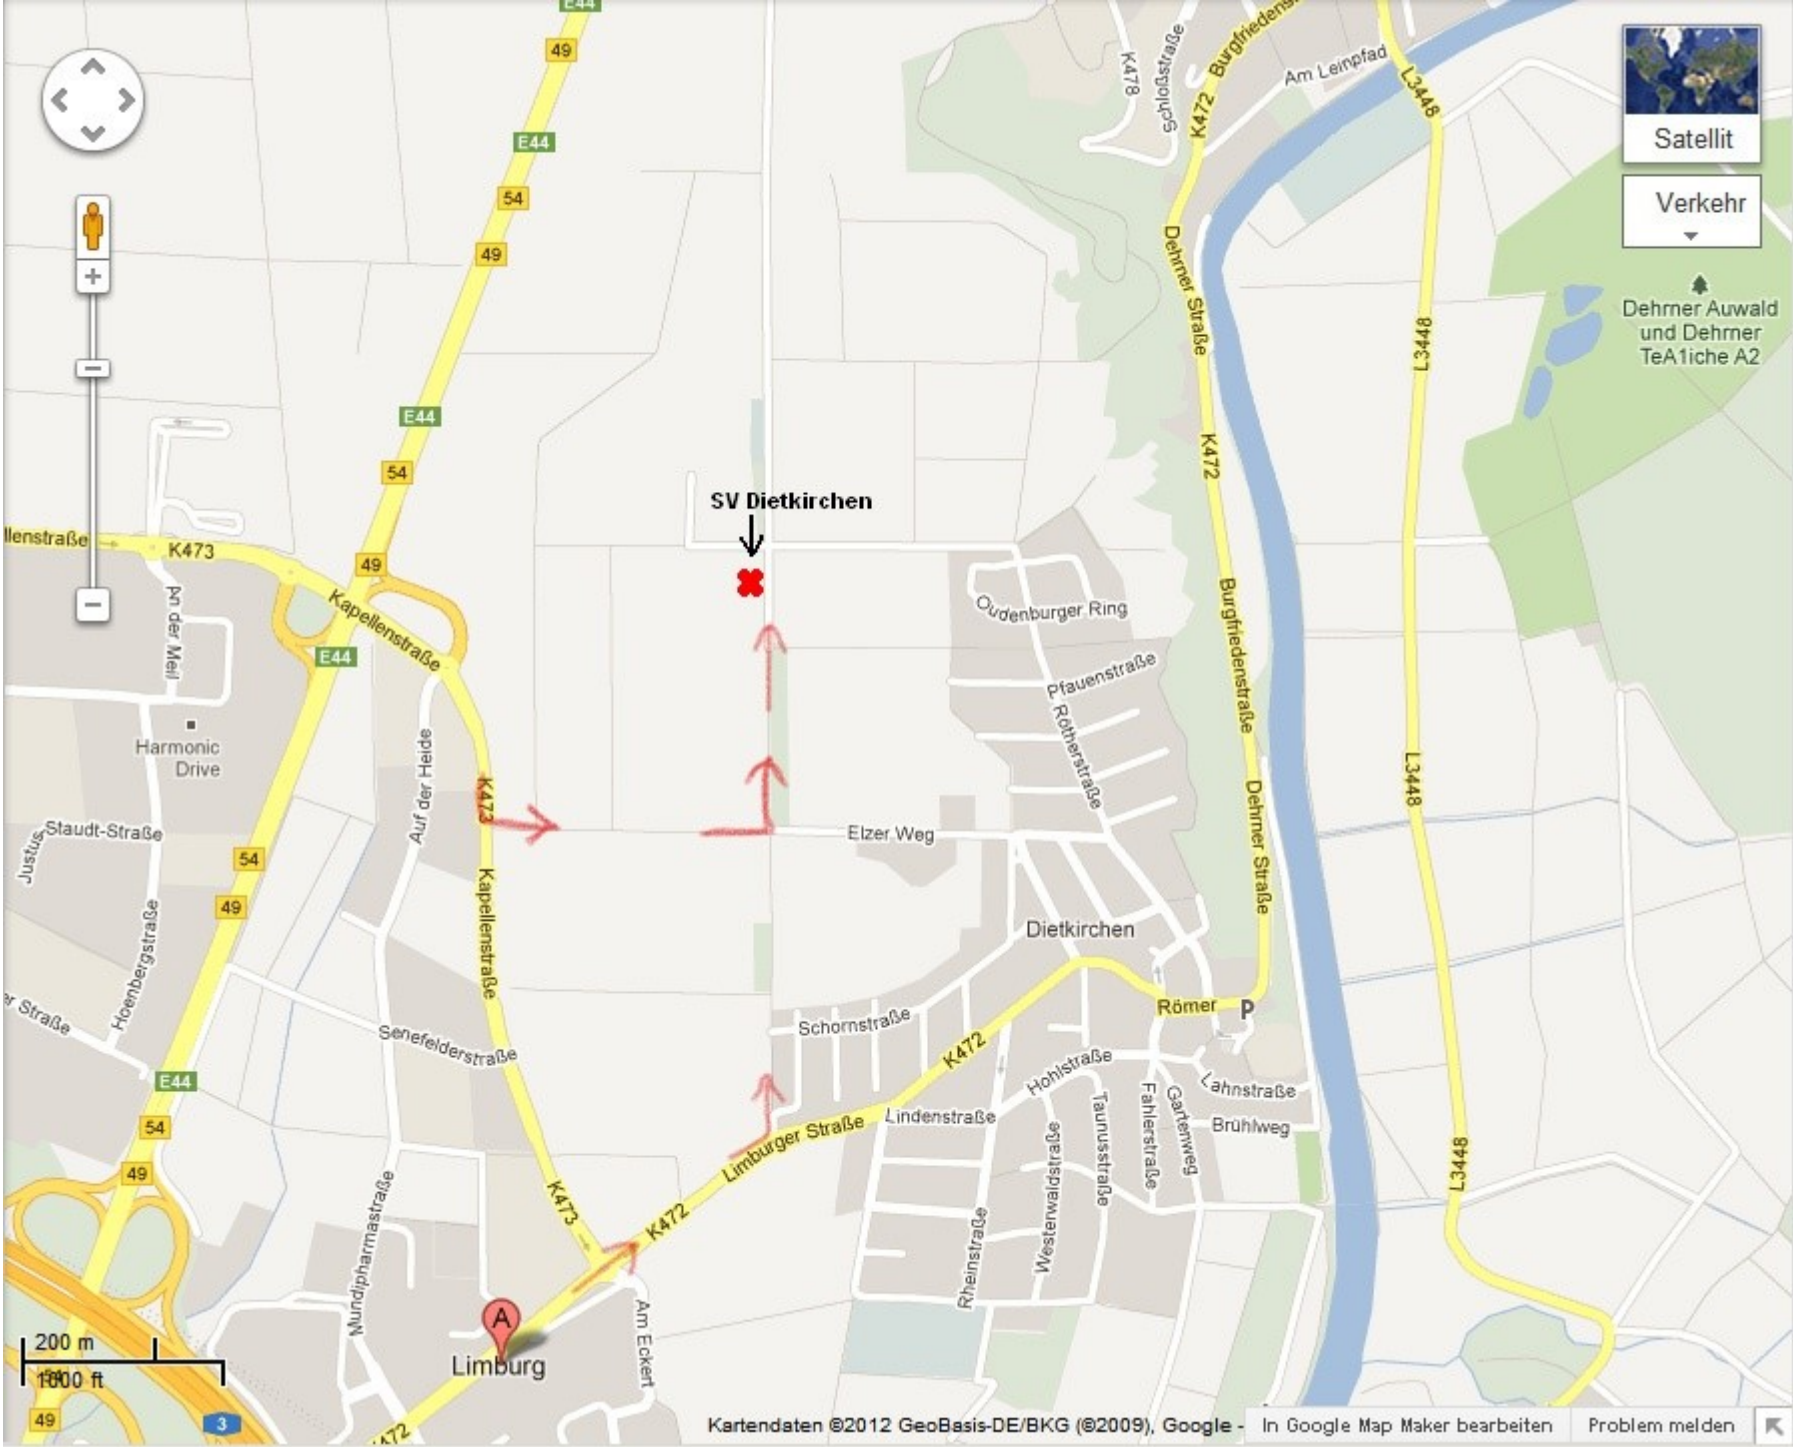 E44
49
E44
54
49
E44
54
49
E44
54
49
E44
54
49
49
3
K478
Schloßstraße
Burgfriedens
K472
Am Leinpfad
L3448
Satellit
Verkehr
Dehrner Auwald
und Dehrner
TeA1iche A2
Dehrner Straße
L3448
K472
SV Dietkirchen
llenstraße
K473
An der Meil
Kapellenstraße
Oudenburger Ring
Burgfriedenstraße
Pfauenstraße
Rötherstraße
Harmonic
Drive
Auf der Heide
K473
L3448
Dehrner Straße
Justus-
Staudt-Straße
Elzer Weg
Kapellenstraße
Hoenbergstraße
Dietkirchen
er Straße
Senefelderstraße
Schornstraße
Römer
P
K472
Hohlstraße
Lahnstraße
Lindenstraße
Limburger Straße
Brühlweg
Fahlerstraße
Gartenweg
Taunusstraße
Westerwaldstraße
Rheinstraße
L3448
K473
K472
Mundipharmastraße
Am Eckert
A
Limburg
200 m
1000 ft
K472
Kartendaten ©2012 GeoBasis-DE/BKG (©2009), Google -
In Google Map Maker bearbeiten
Problem melden